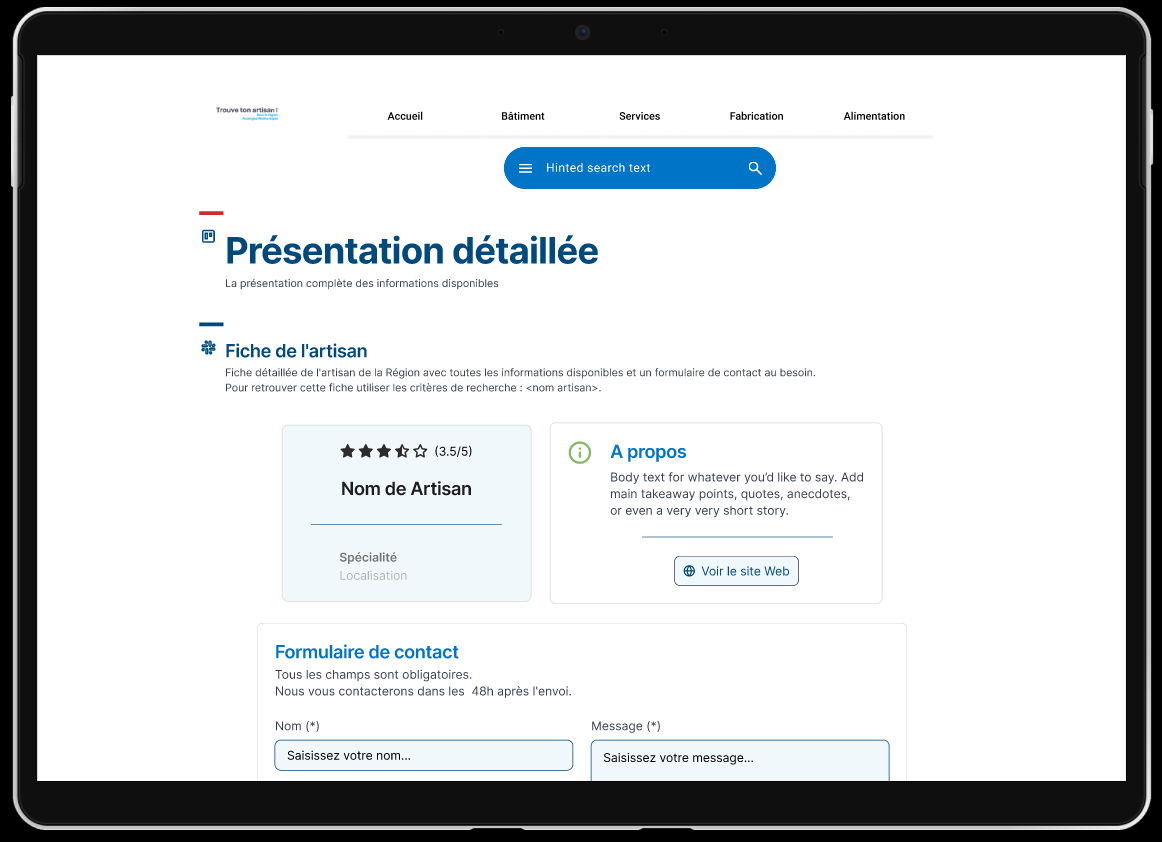 Trouve ton artisan !
Accueil
Bâtiment
Services
Fabrication
Alimentation
Hinted search text
Présentation détaillée
La présentation complète des informations disponibles
Fiche de l'artisan
Fiche détaillée de l'artisan de la Région avec toutes les informations disponibles et un formulaire de contact au besoin.
Pour retrouver cette fiche utiliser les critères de recherche : <nom artisan>.
(3.5/5)
Nom de Artisan
Spécialité
Localisation
A propos
Body text for whatever you’d like to say. Add
main takeaway points, quotes, anecdotes,
or even a very very short story.
Voir le site Web
Formulaire de contact
Tous les champs sont obligatoires.
Nous vous contacterons dans les  48h après l'envoi.
Nom (*)
Saisissez votre nom...
Message (*)
Saisissez votre message...